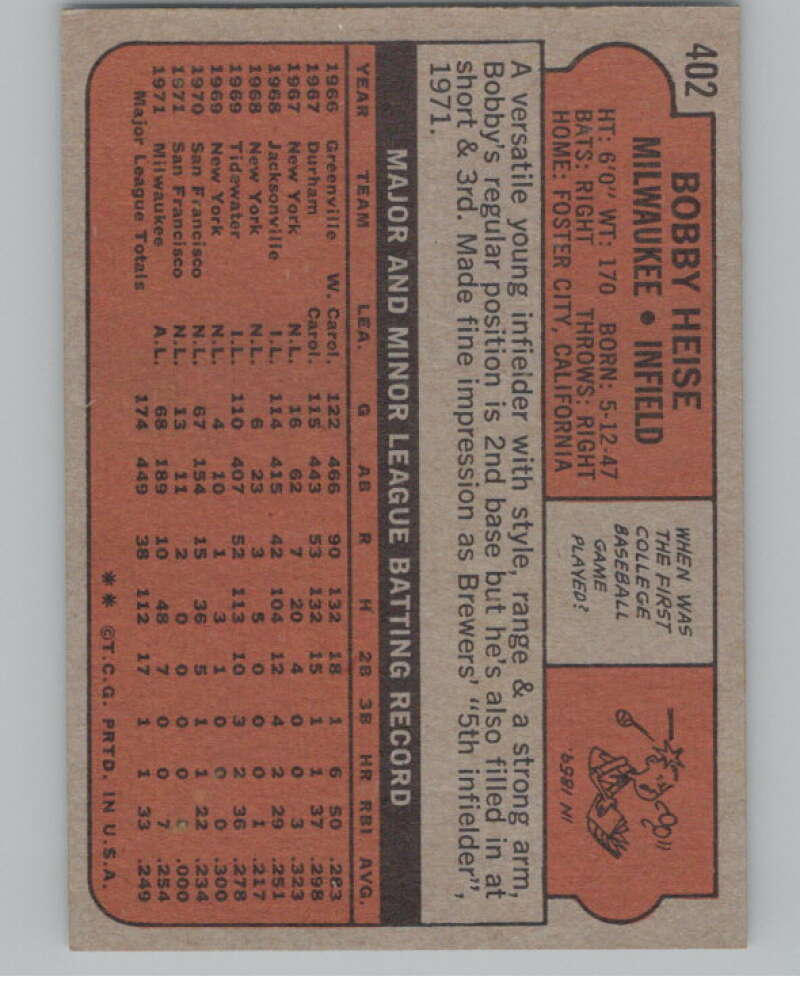 402
BOBBY HEISE
MILWAUKEE • INFIELD
HT: 6'0" WT: 170 BORN: 5-12-47
BATS: RIGHT THROWS: RIGHT
HOME: FOSTER CITY, CALIFORNIA
WHEN WAS
THE FIRST
COLLEGE
BASEBALL
GAME
PLAYED?
IN 1859.
A versatile young infielder with style, range & a strong arm,
Bobby's regular position is 2nd base but he's also filled in at
short & 3rd. Made fine impression as Brewers' "5th infielder",
1971.
MAJOR AND MINOR LEAGUE BATTING RECORD
YEAR TEAM LEA. G AB R H 2B 3B HR RBI AVG.
1966 Greenville W. Carol. 122 466 90 132 18 1 6 50 .283
1967 Durham Carol. 115 443 53 132 15 1 1 37 .298
1967 New York N.L. 16 62 7 20 4 0 0 3 .323
1968 Jacksonville I.L. 114 415 42 104 12 4 2 29 .251
1968 New York N.L. 6 23 3 5 0 0 0 1 .217
1969 Tidewater I.L. 110 407 52 113 10 3 2 36 .278
1969 New York N.L. 4 10 1 3 1 0 0 0 .300
1970 San Francisco N.L. 67 154 15 36 5 1 1 22 .234
1971 San Francisco N.L. 13 11 2 0 0 0 0 0 .000
1971 Milwaukee A.L. 68 189 10 48 7 0 0 7 .254
Major League Totals 174 449 38 112 17 1 1 33 .249
** ©T.C.G. PRTD. IN U.S.A.